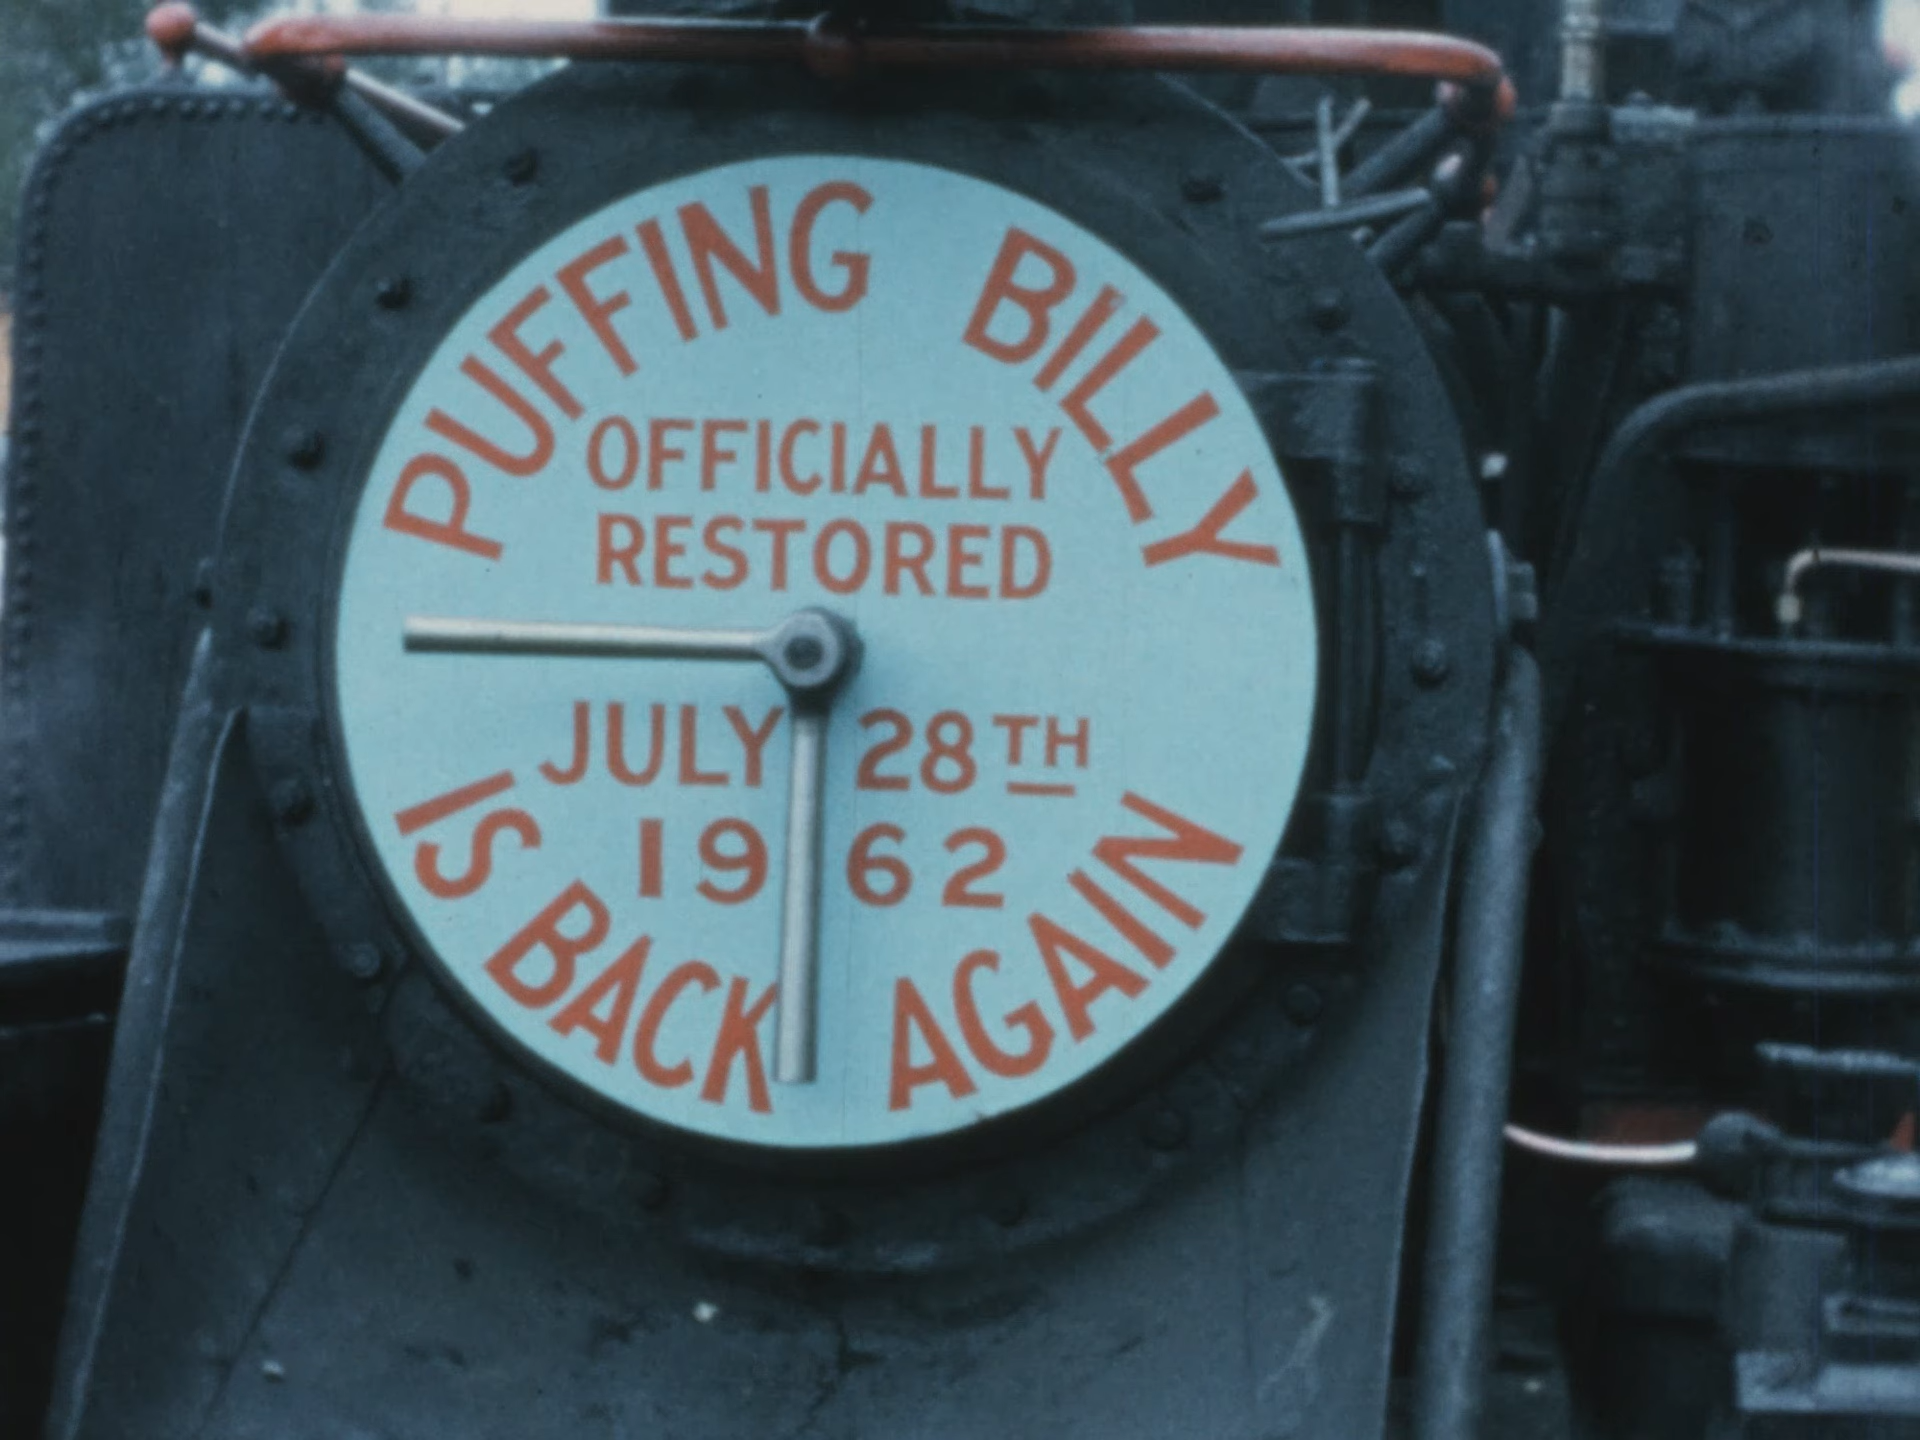 PUFFING BILLY
OFFICIALLY
RESTORED
JULY 28TH
1962
IS BACK AGAIN